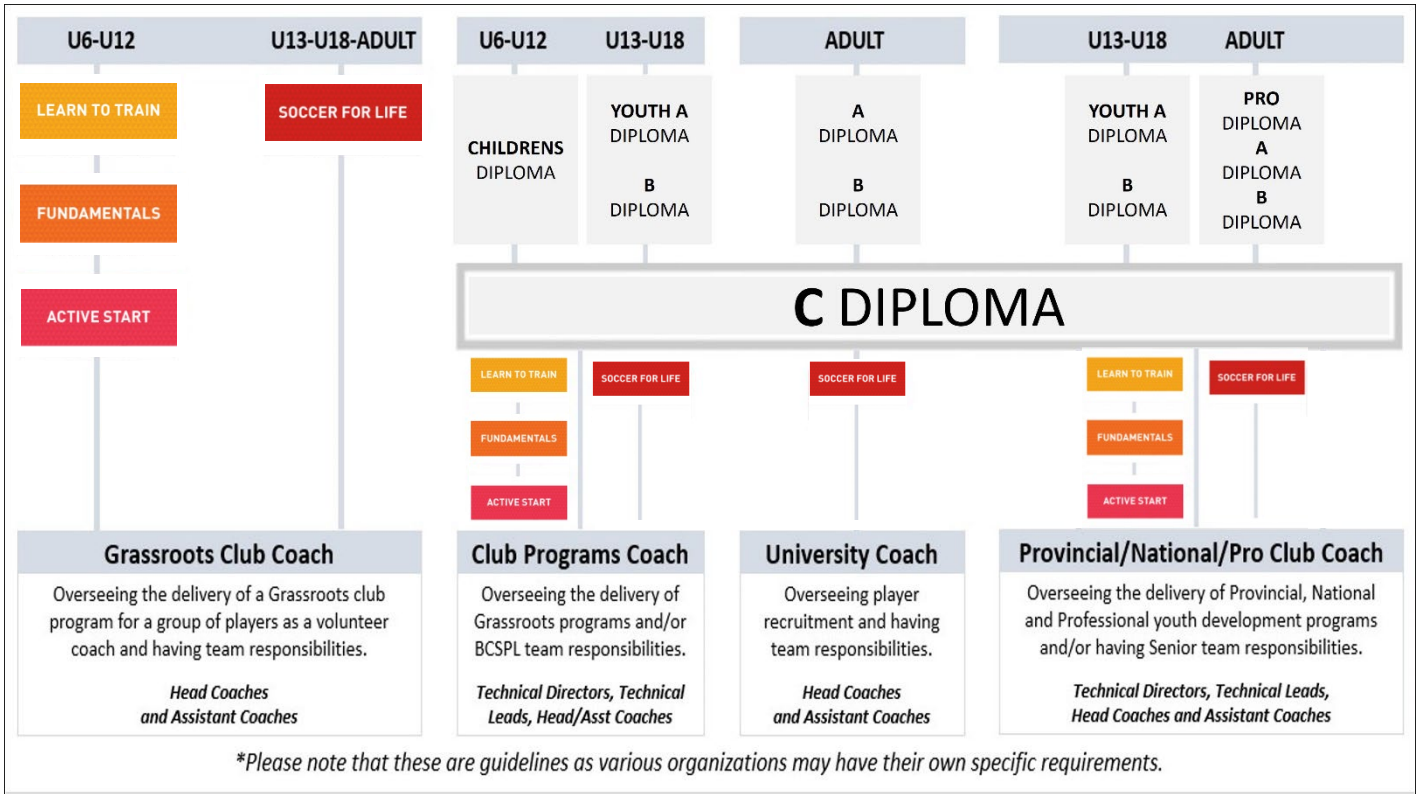 U6-U12
U13-U18-ADULT
U6-U12
U13-U18
ADULT
U13-U18
ADULT
LEARN TO TRAIN
FUNDAMENTALS
ACTIVE START
SOCCER FOR LIFE
CHILDRENS
DIPLOMA
YOUTH A
DIPLOMA
B
DIPLOMA
A
DIPLOMA
B
DIPLOMA
YOUTH A
DIPLOMA
B
DIPLOMA
PRO
DIPLOMA
A
DIPLOMA
B
DIPLOMA
C DIPLOMA
LEARN TO TRAIN
FUNDAMENTALS
ACTIVE START
SOCCER FOR LIFE
SOCCER FOR LIFE
LEARN TO TRAIN
FUNDAMENTALS
ACTIVE START
SOCCER FOR LIFE
Grassroots Club Coach
Overseeing the delivery of a Grassroots club
program for a group of players as a volunteer
coach and having team responsibilities.
Head Coaches
and Assistant Coaches
Club Programs Coach
Overseeing the delivery of
Grassroots programs and/or
BCSPL team responsibilities.
Technical Directors, Technical
Leads, Head/Asst Coaches
University Coach
Overseeing player
recruitment and having
team responsibilities.
Head Coaches
and Assistant Coaches
Provincial/National/Pro Club Coach
Overseeing the delivery of Provincial, National
and Professional youth development programs
and/or having Senior team responsibilities.
Technical Directors, Technical Leads,
Head Coaches and Assistant Coaches
*Please note that these are guidelines as various organizations may have their own specific requirements.